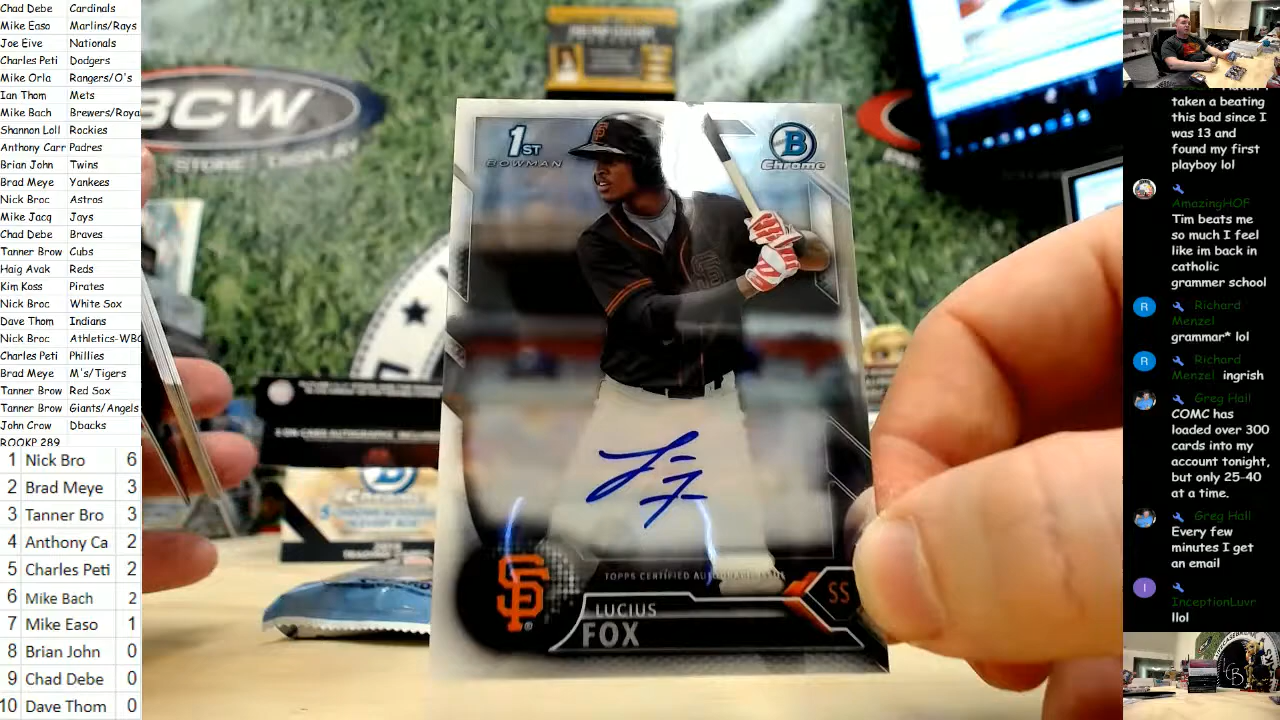 Chad Debe Cardinals
Mike Easo Marlins/Rays
Joe Eive Nationals
Charles Peti Dodgers
Mike Orla Rangers/O's
Ian Thom Mets
Mike Bach Brewers/Roya
Shannon Loll Rockies
Anthony Carr Padres
Brian John Twins
Brad Meye Yankees
Nick Broc Astros
Mike Jacq Jays
Chad Debe Braves
Tanner Brow Cubs
Haig Avak Reds
Kim Koss Pirates
Nick Broc White Sox
Dave Thom Indians
Nick Broc Athletics-WBC
Charles Peti Phillies
Brad Meye M's/Tigers
Tanner Brow Red Sox
Tanner Brow Giants/Angels
John Crow Dbacks
ROOKP 289
1 Nick Bro 6
2 Brad Meye 3
3 Tanner Bro 3
4 Anthony Ca 2
5 Charles Peti 2
6 Mike Bach 2
7 Mike Easo 1
8 Brian John 0
9 Chad Debe 0
10 Dave Thom 0
BCW
1ST
BOWMAN
B
Chrome
SF
TOPPS CERTIFIED AUTOGRAPH ISSUE
SS
LUCIUS
FOX
taken a beating
this bad since I
was 13 and
found my first
playboy lol
AmazingHOF
Tim beats me
so much I feel
like im back in
catholic
grammer school
R Richard
Menzel
grammar* lol
R Richard
Menzel ingrish
Greg Hall
COMC has
loaded over 300
cards into my
account tonight,
but only 25-40
at a time.
Greg Hall
Every few
minutes I get
an email
I
InceptionLuvr
llol